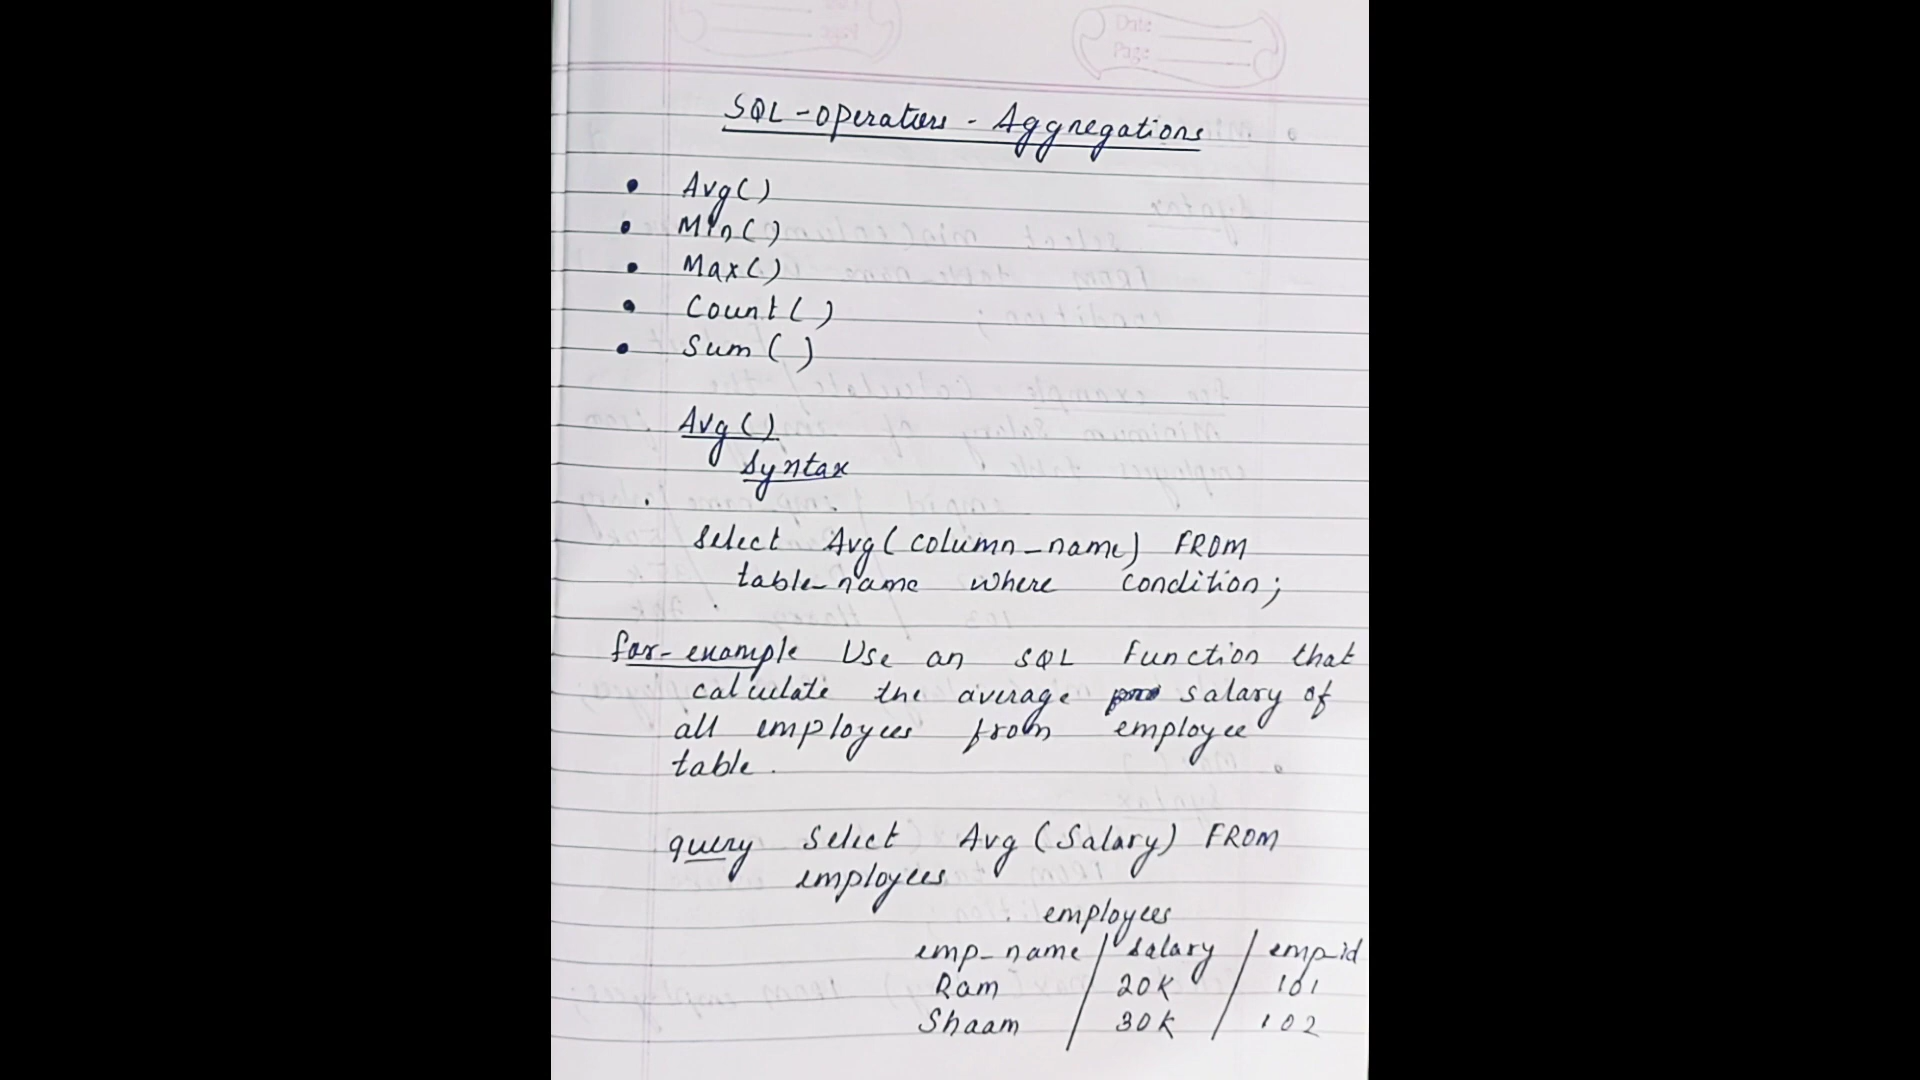 Date
Page
SQL-operators - Aggregations
• Avg()
• Min()
• Max()
• Count()
• Sum()
Avg()
Syntax
Select Avg(column_name) FROM
table_name where condition;
for-example Use an SQL Function that
calculate the average salary of
all employees from employee
table.
query Select Avg (Salary) FROM
employees
employees
emp_name / salary / emp_id
Ram / 20K / 101
Shaam / 30K / 102